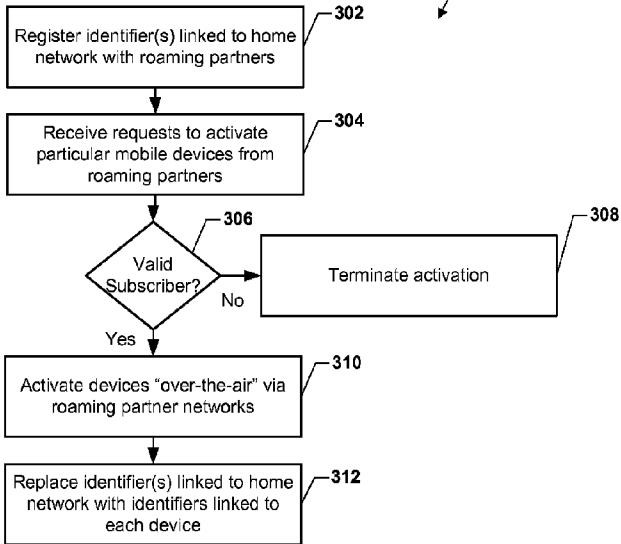 302
Register identifier(s) linked to home
network with roaming partners
304
Receive requests to activate
particular mobile devices from
roaming partners
306
308
Valid
Subscriber?
Terminate activation
No
Yes
310
Activate devices “over-the-air” via
roaming partner networks
312
Replace identifier(s) linked to home
network with identifiers linked to
each device